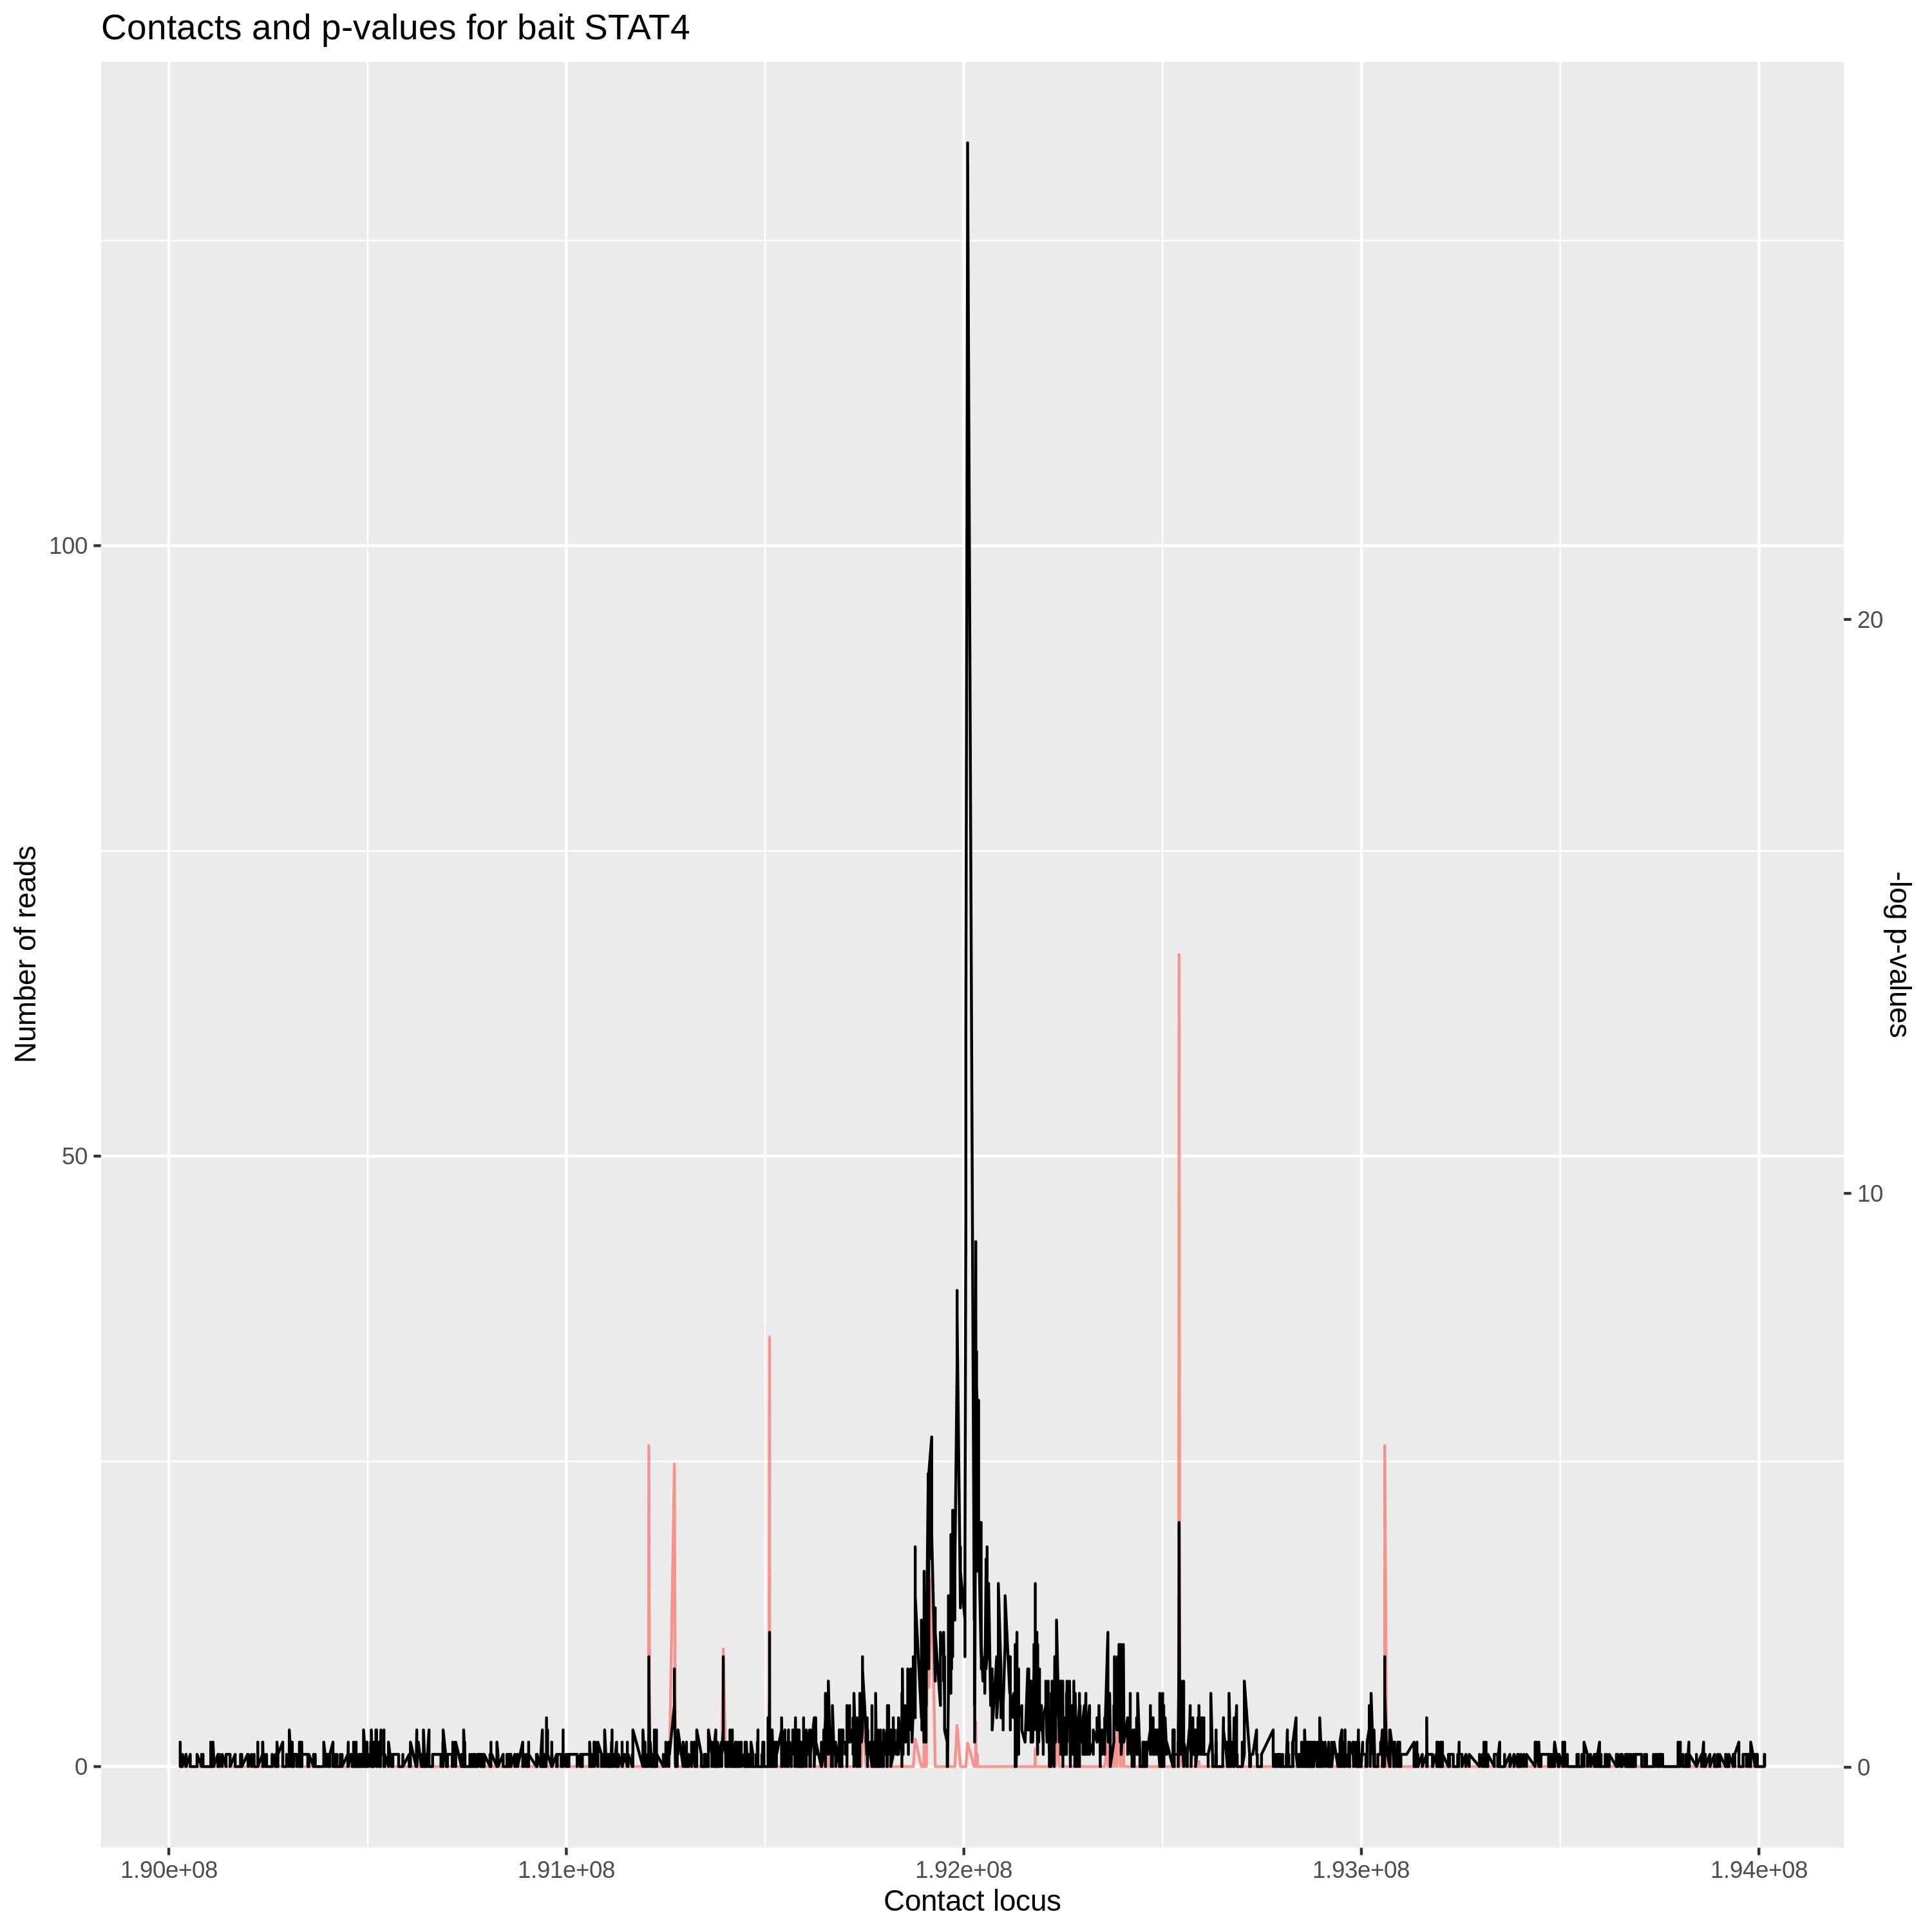 Contacts and p-values for bait STAT4
Number of reads
100
50
0
20
10
0
-log p-values
1.90e+08 1.91e+08 1.92e+08 1.93e+08 1.94e+08
Contact locus